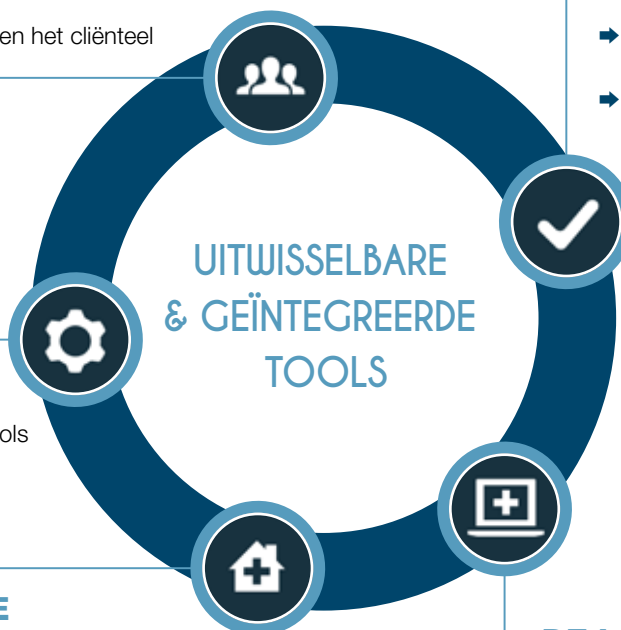 en het cliënteel
UITWISSELBARE
& GEÏNTEGREERDE
TOOLS
ols
E